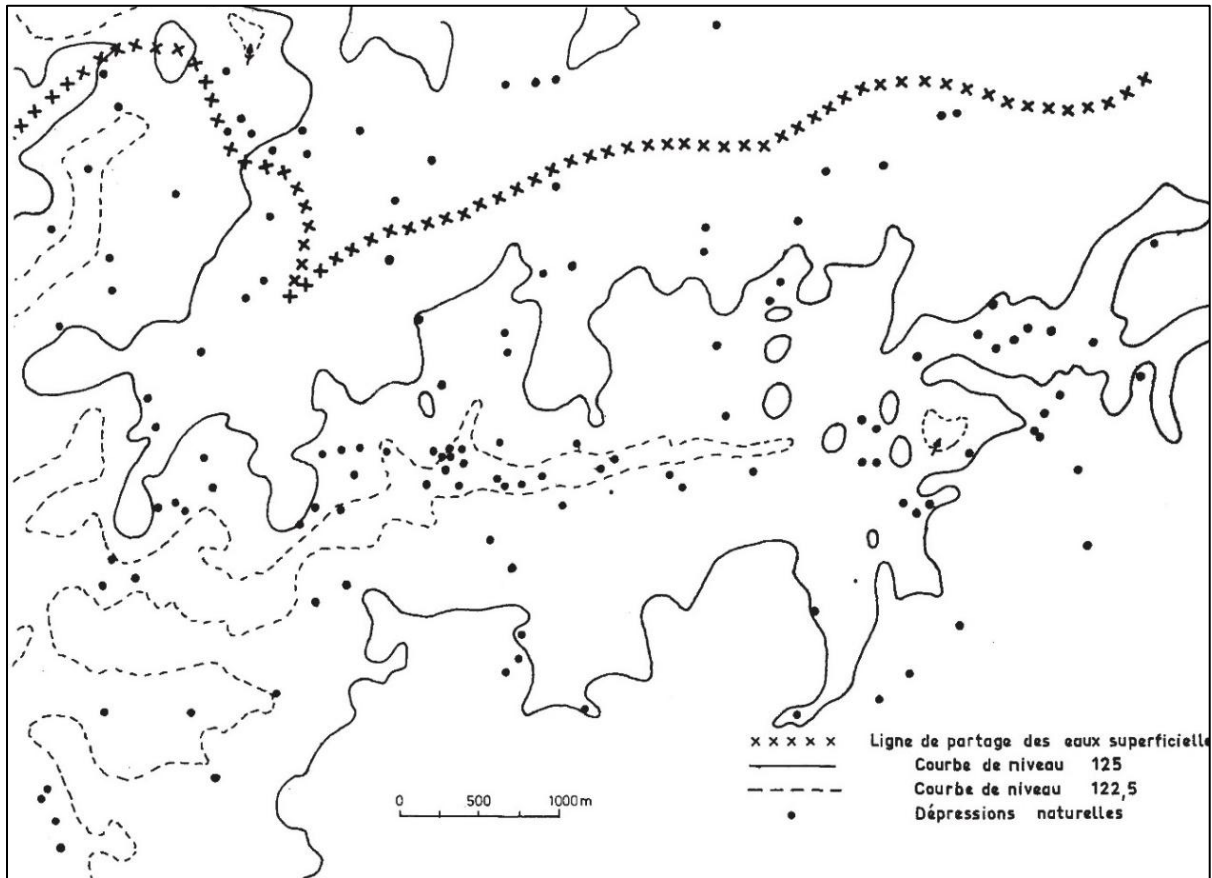 × × × × × Ligne de partage des eaux superficielle
Courbe de niveau 125
Courbe de niveau 122,5
Dépressions naturelles
0 500 1000 m